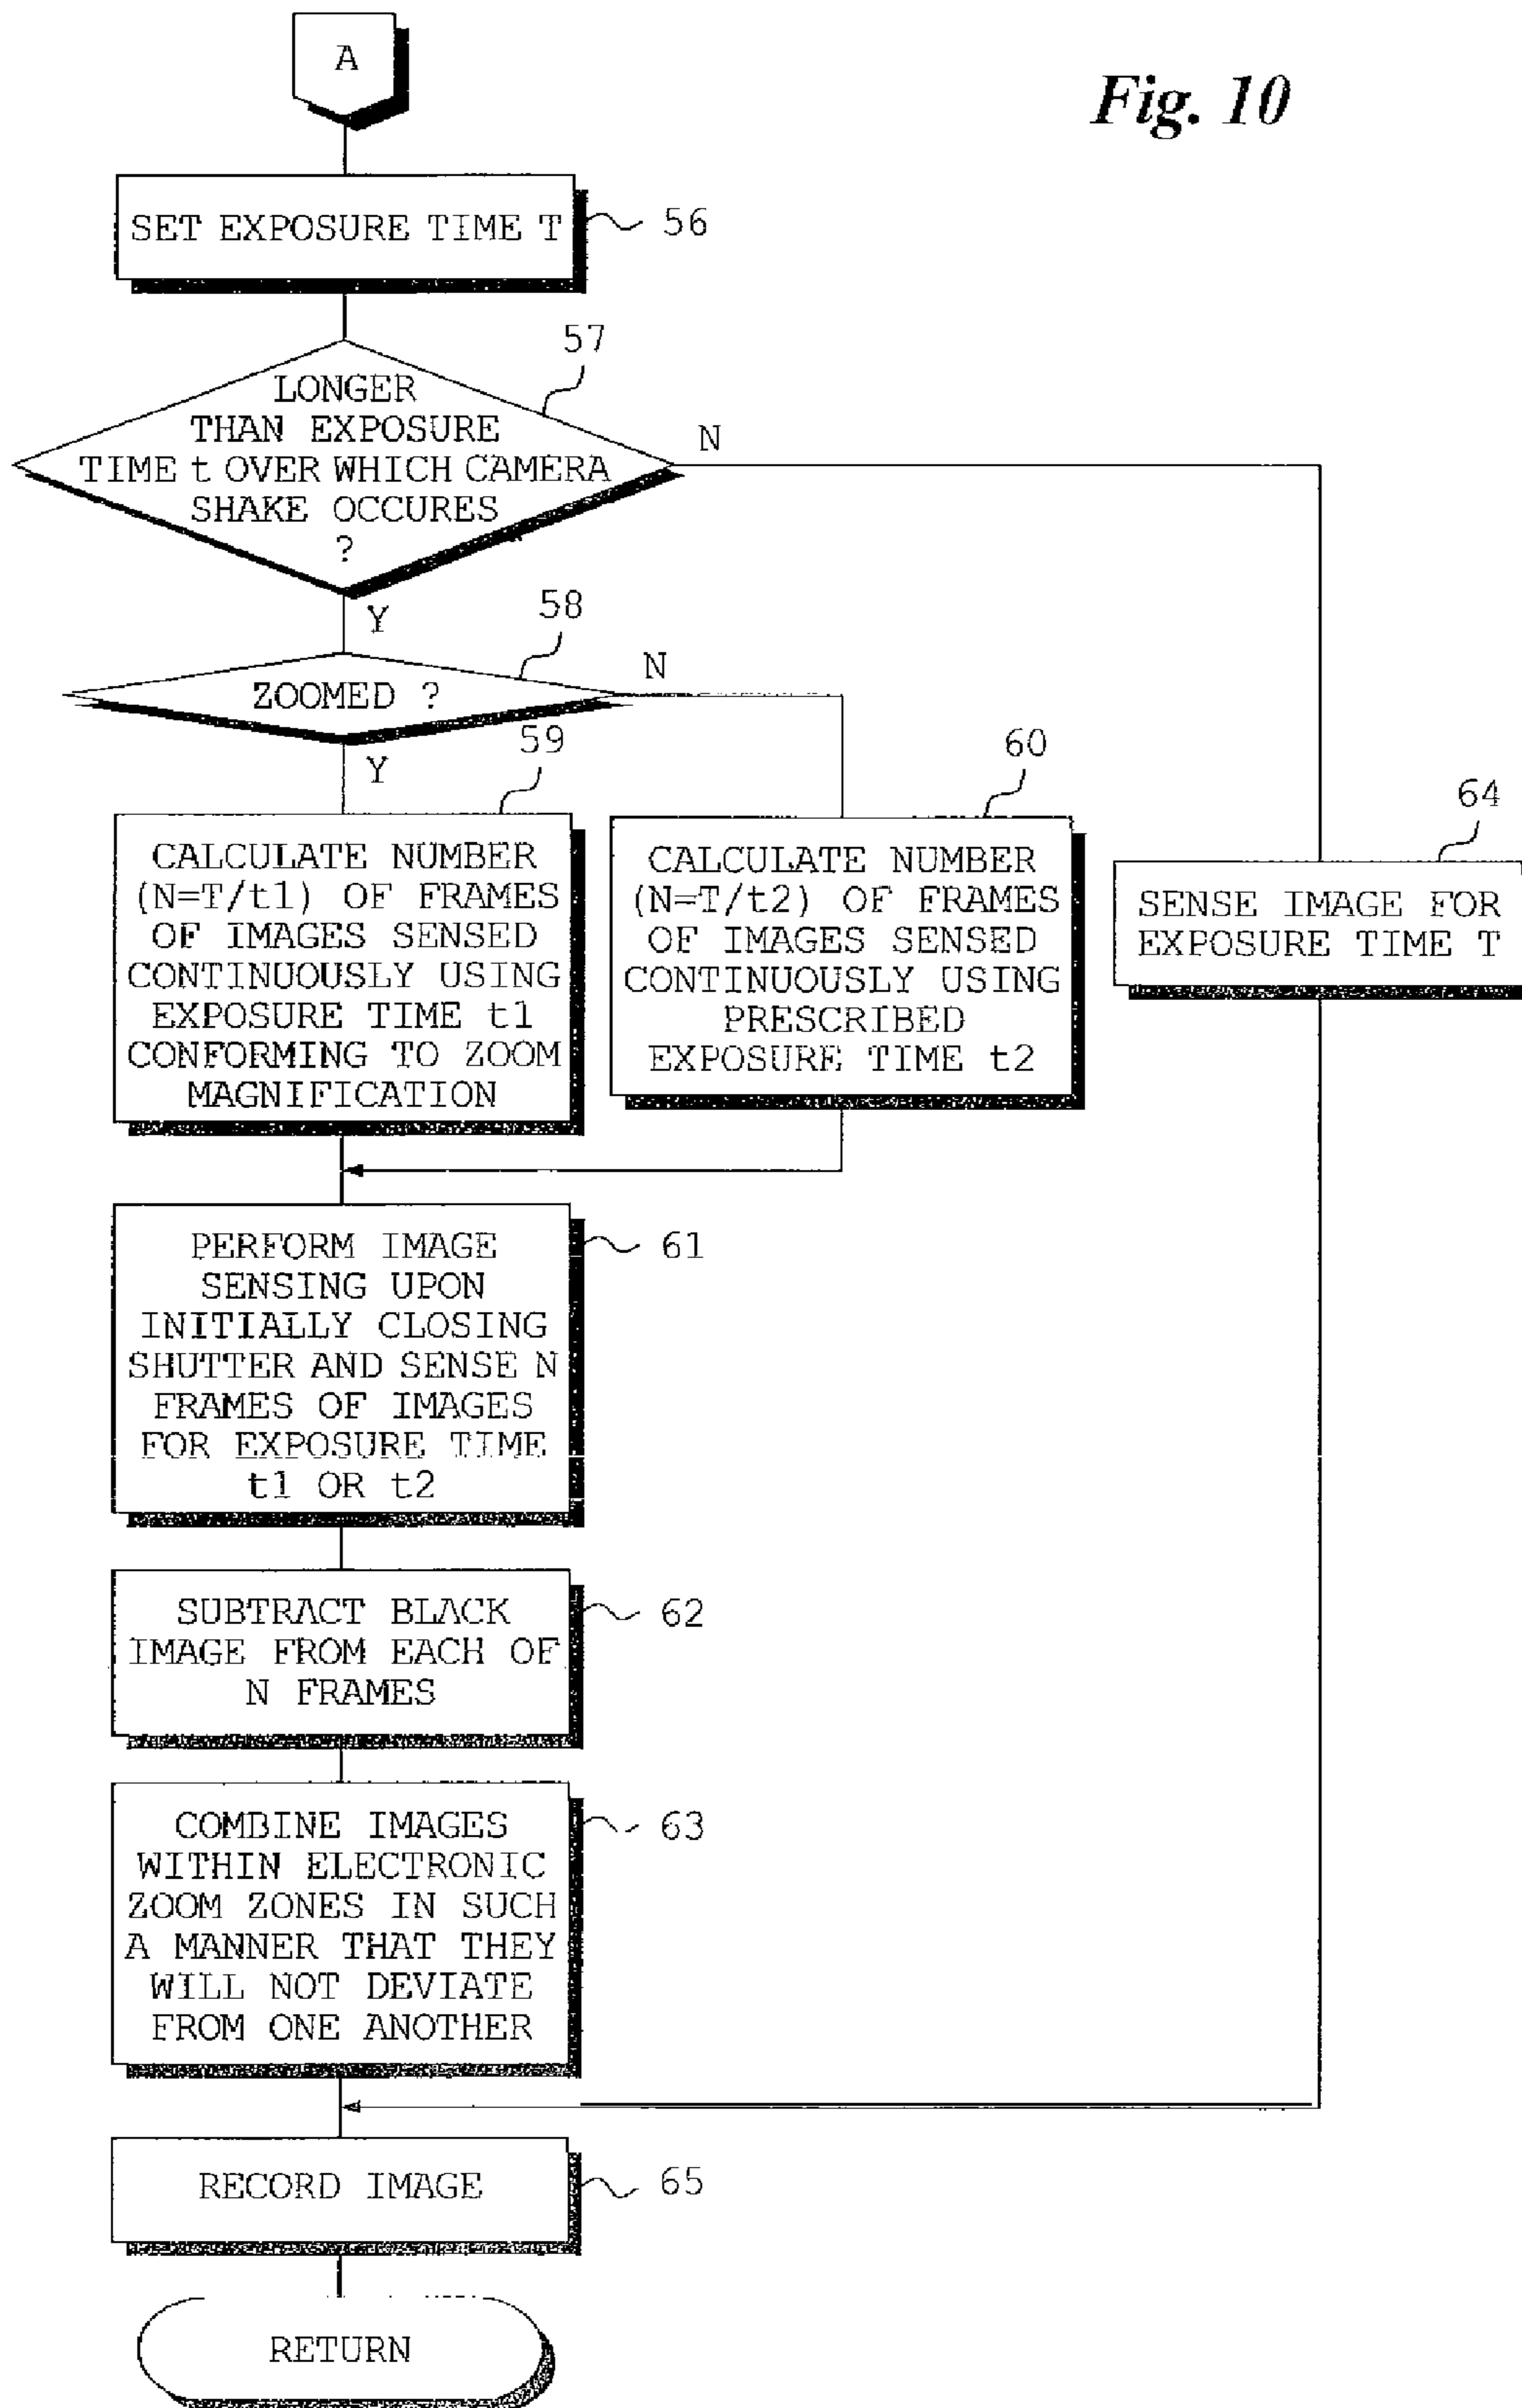 A
Fig. 10
SET EXPOSURE TIME T
56
57
LONGER
THAN EXPOSURE
TIME t OVER WHICH CAMERA
SHAKE OCCURES
?
N
Y
58
ZOOMED ?
N
Y
59
CALCULATE NUMBER
(N=T/t1) OF FRAMES
OF IMAGES SENSED
CONTINUOUSLY USING
EXPOSURE TIME t1
CONFORMING TO ZOOM
MAGNIFICATION
60
CALCULATE NUMBER
(N=T/t2) OF FRAMES
OF IMAGES SENSED
CONTINUOUSLY USING
PRESCRIBED
EXPOSURE TIME t2
64
SENSE IMAGE FOR
EXPOSURE TIME T
PERFORM IMAGE
SENSING UPON
INITIALLY CLOSING
SHUTTER AND SENSE N
FRAMES OF IMAGES
FOR EXPOSURE TIME
t1 OR t2
61
SUBTRACT BLACK
IMAGE FROM EACH OF
N FRAMES
62
COMBINE IMAGES
WITHIN ELECTRONIC
ZOOM ZONES IN SUCH
A MANNER THAT THEY
WILL NOT DEVIATE
FROM ONE ANOTHER
63
RECORD IMAGE
65
RETURN